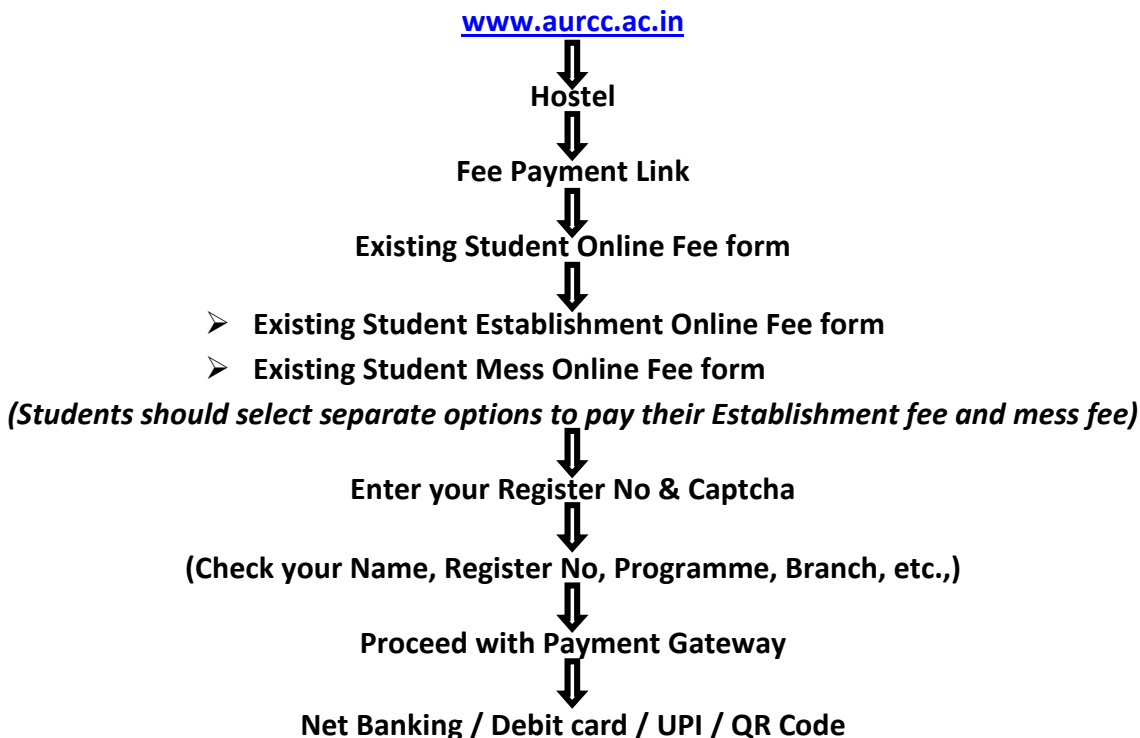 www.aurcc.ac.in
Hostel
Fee Payment Link
Existing Student Online Fee form
➢ Existing Student Establishment Online Fee form
➢ Existing Student Mess Online Fee form
(Students should select separate options to pay their Establishment fee and mess fee)
Enter your Register No & Captcha
(Check your Name, Register No, Programme, Branch, etc.,)
Proceed with Payment Gateway
Net Banking / Debit card / UPI / QR Code